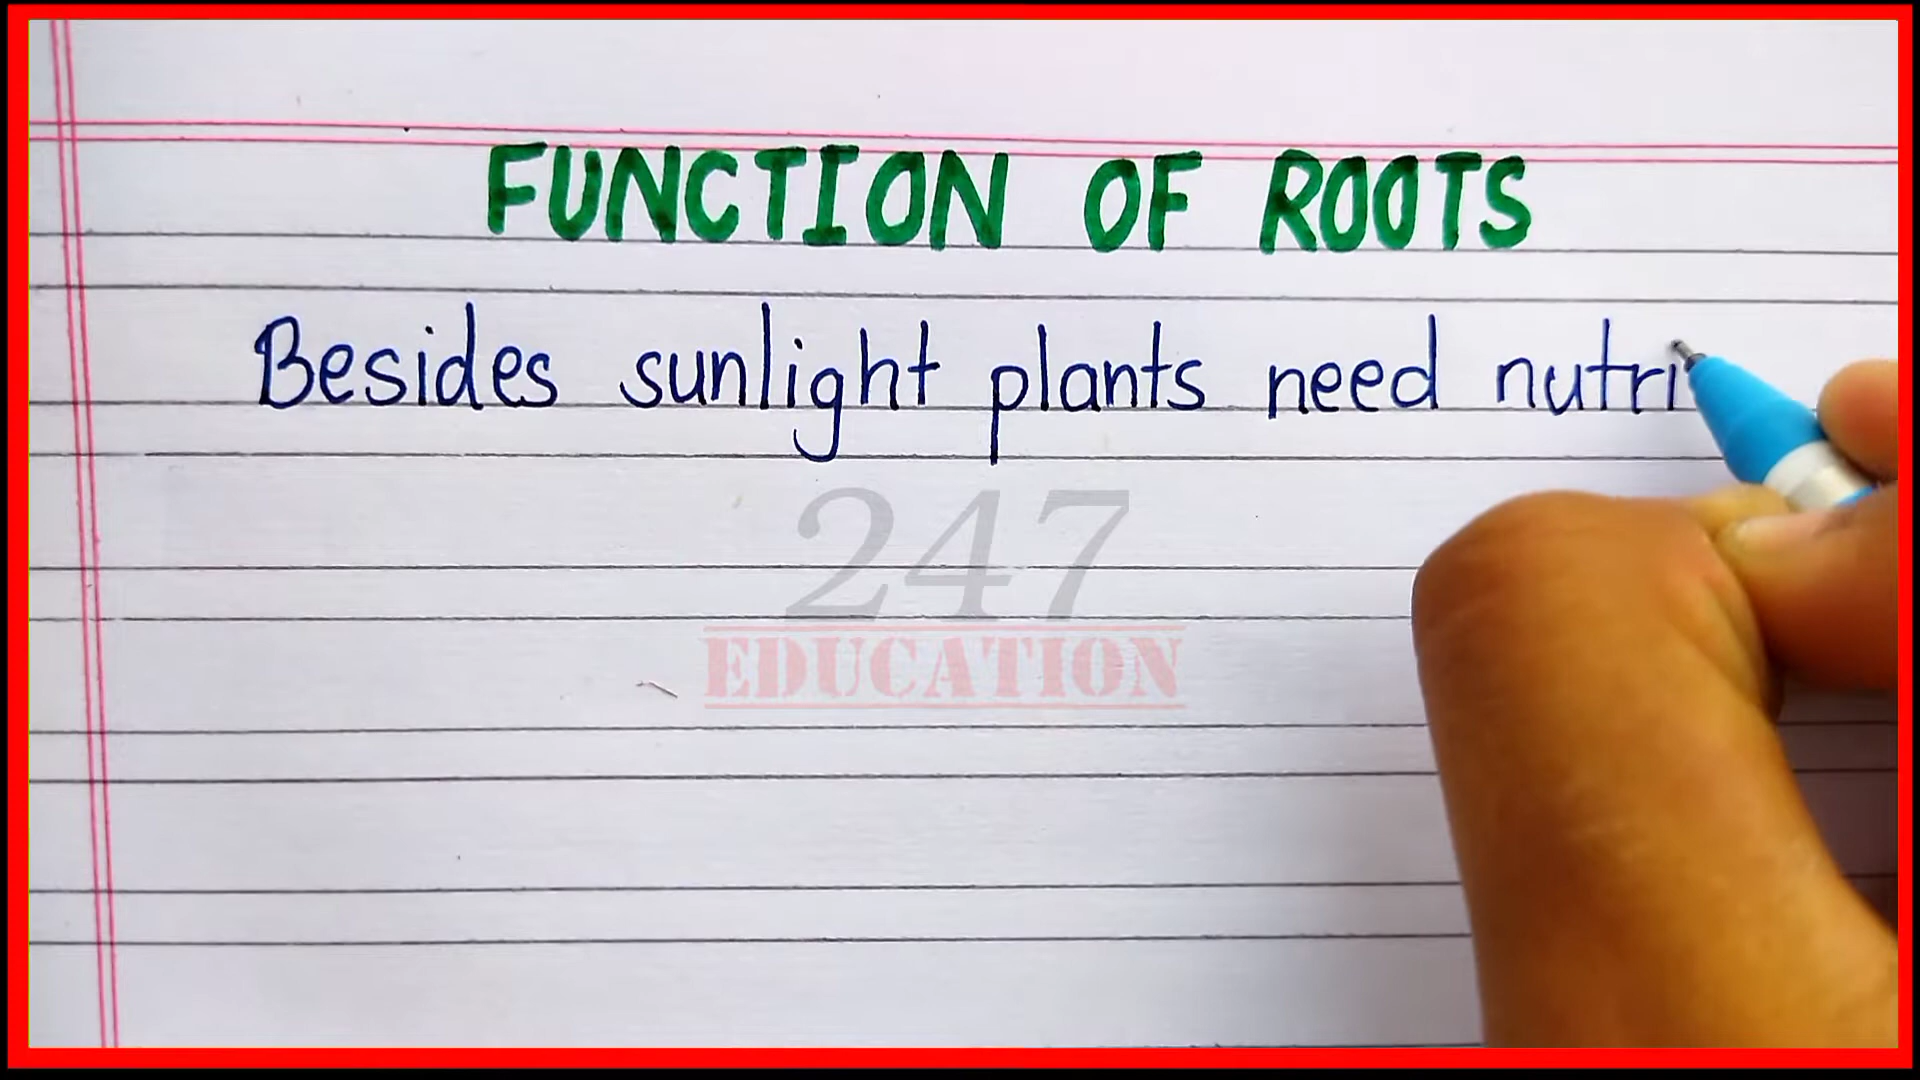 FUNCTION OF ROOTS
Besides sunlight plants need nutri
247
EDUCATION